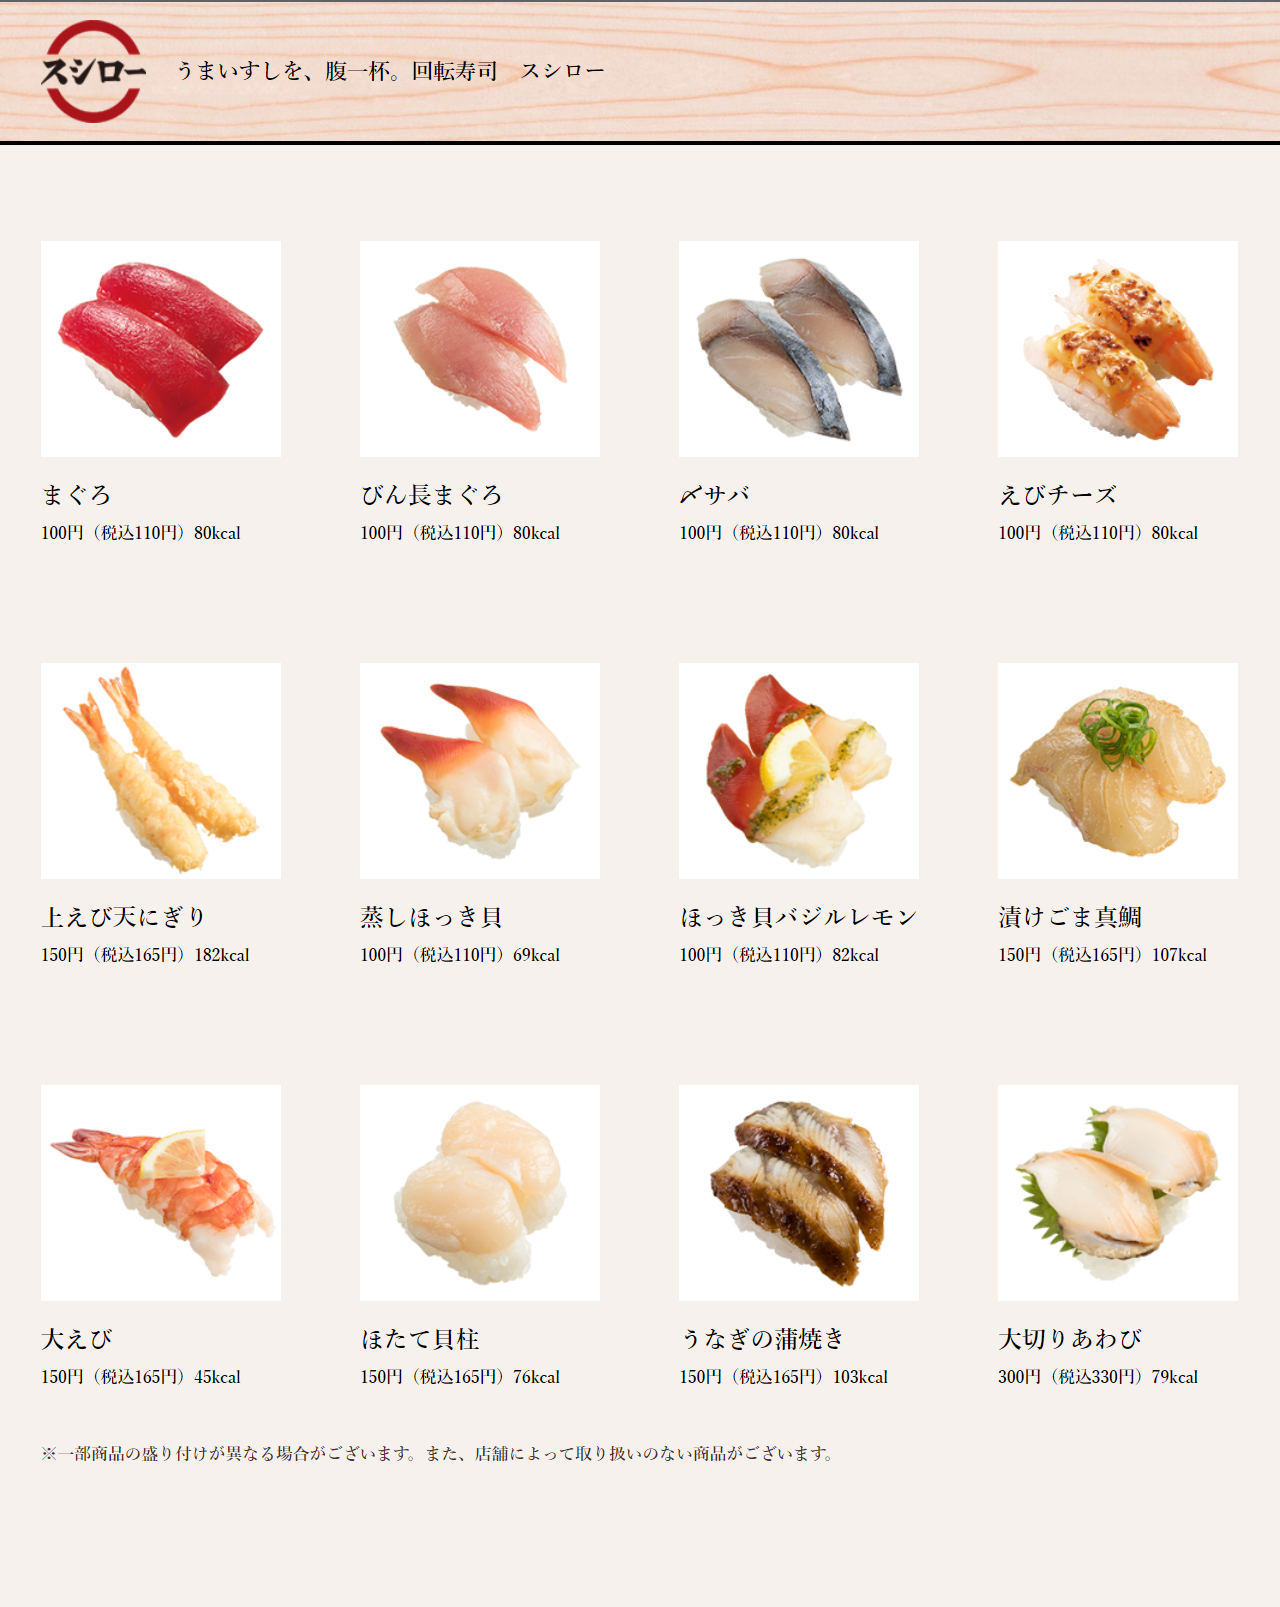 スシロー
うまいすしを、腹一杯。回転寿司　スシロー
まぐろ
100円（税込110円）80kcal
びん長まぐろ
100円（税込110円）80kcal
〆サバ
100円（税込110円）80kcal
えびチーズ
100円（税込110円）80kcal
上えび天にぎり
150円（税込165円）182kcal
蒸しほっき貝
100円（税込110円）69kcal
ほっき貝バジルレモン
100円（税込110円）82kcal
漬けごま真鯛
150円（税込165円）107kcal
大えび
150円（税込165円）45kcal
ほたて貝柱
150円（税込165円）76kcal
うなぎの蒲焼き
150円（税込165円）103kcal
大切りあわび
300円（税込330円）79kcal
※一部商品の盛り付けが異なる場合がございます。また、店舗によって取り扱いのない商品がございます。